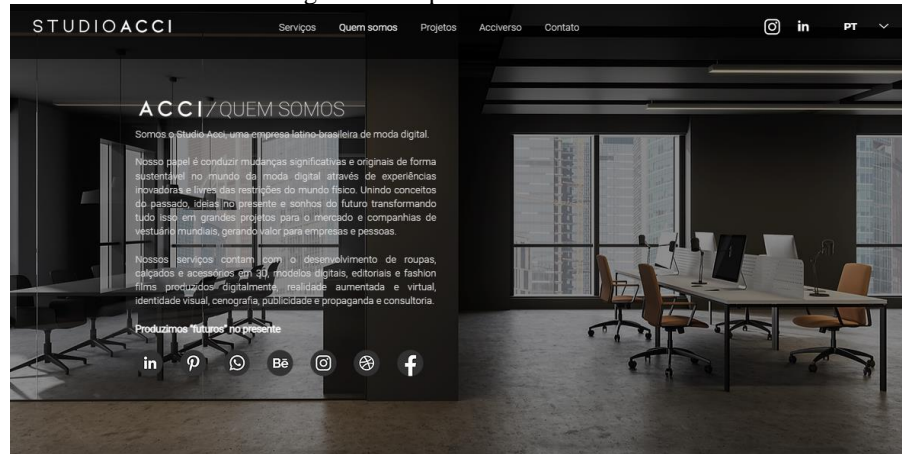 STUDIOACCI
Serviços Quem somos Projetos Acciverso Contato
in PT
ACCI/QUEM SOMOS
Somos o Studio Acci, uma empresa latino-brasileira de moda digital.
Nosso papel é conduzir mudanças significativas e originais de forma
sustentável no mundo da moda digital através de experiências
inovadoras e livres das restrições do mundo físico. Unindo conceitos
do passado, ideias no presente e sonhos do futuro transformando
tudo isso em grandes projetos para o mercado e companhias de
vestuário mundiais, gerando valor para empresas e pessoas.
Nossos serviços contam com o desenvolvimento de roupas,
calçados e acessórios em 3D, modelos digitais, editoriais e fashion
films produzidos digitalmente, realidade aumentada e virtual,
identidade visual, cenografia, publicidade e propaganda e consultoria.
Produzimos "futuros" no presente
in Bē